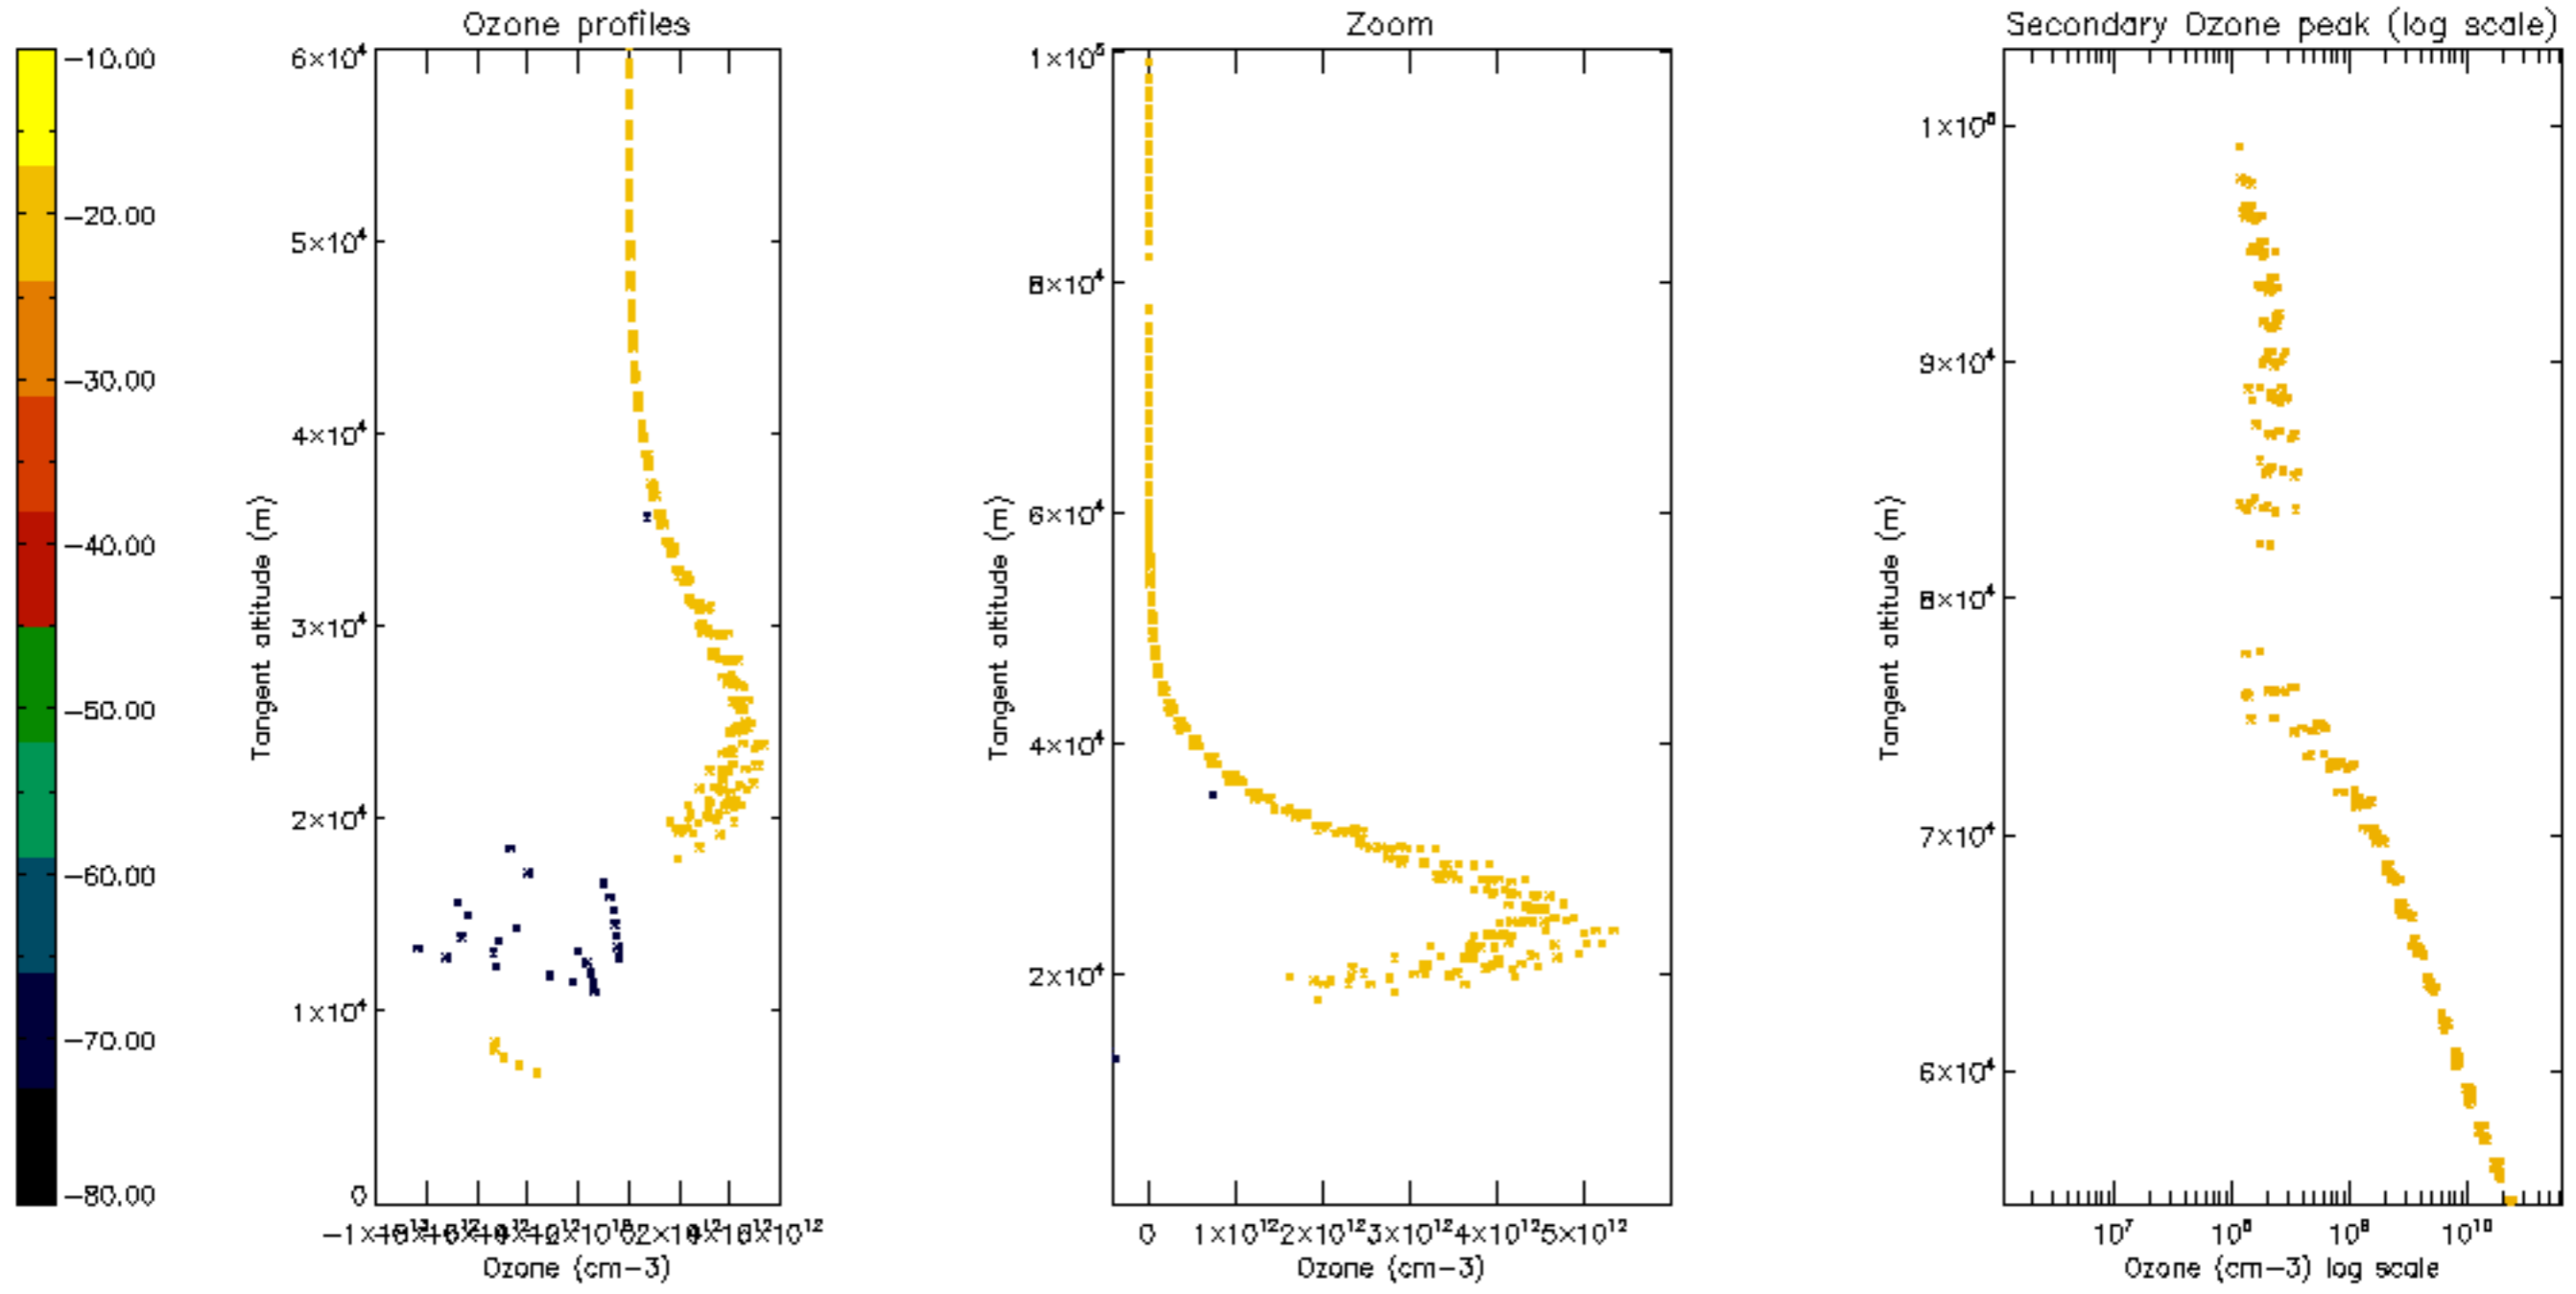 Ozone profiles
Zoom
Secondary Ozone peak (log scale)
-10.00
-20.00
-30.00
-40.00
-50.00
-60.00
-70.00
-80.00
Tangent altitude (m)
6×10⁴
5×10⁴
4×10⁴
3×10⁴
2×10⁴
1×10⁴
0
Ozone (cm-3)
Tangent altitude (m)
1×10⁵
8×10⁴
6×10⁴
4×10⁴
2×10⁴
0 1×10¹² 2×10¹² 3×10¹² 4×10¹² 5×10¹²
Ozone (cm-3)
Tangent altitude (m)
1×10⁵
9×10⁴
8×10⁴
7×10⁴
6×10⁴
10⁷ 10⁸ 10⁹ 10¹⁰
Ozone (cm-3) log scale